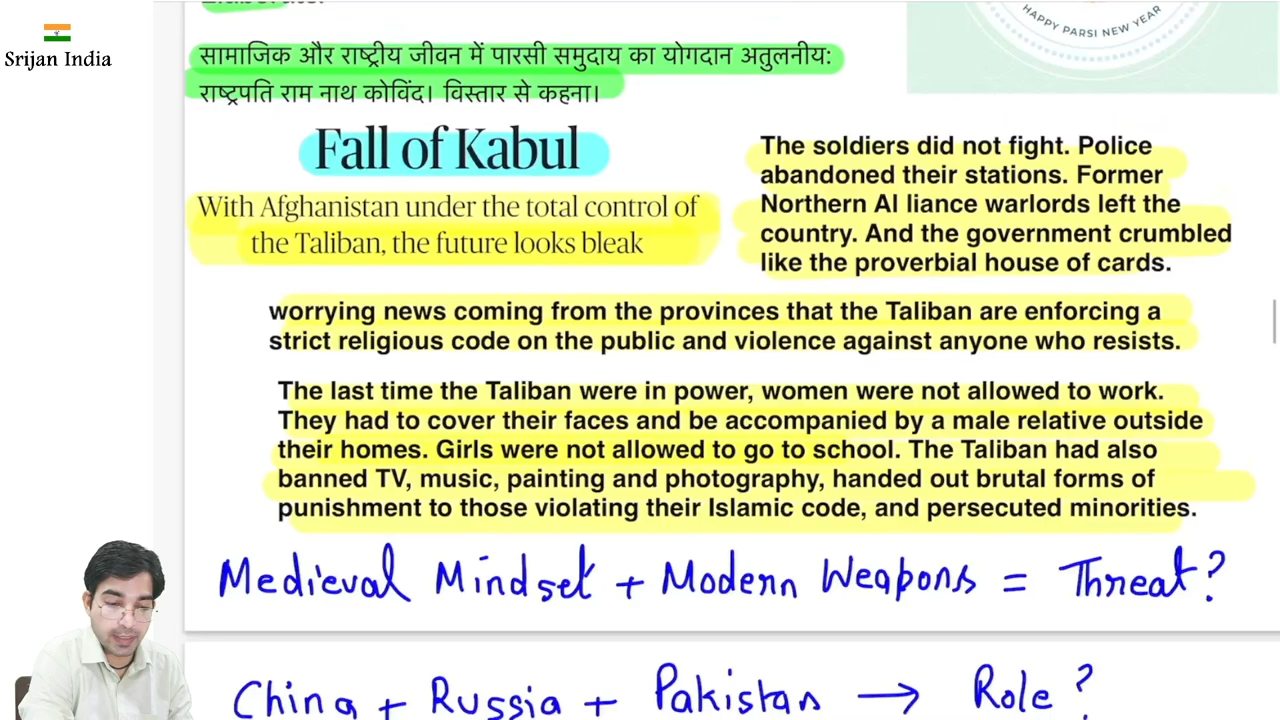 HAPPY PARSI NEW YEAR
Srijan India
सामाजिक और राष्ट्रीय जीवन में पारसी समुदाय का योगदान अतुलनीय:
राष्ट्रपति राम नाथ कोविंद। विस्तार से कहना।
Fall of Kabul
With Afghanistan under the total control of
the Taliban, the future looks bleak
The soldiers did not fight. Police
abandoned their stations. Former
Northern Al liance warlords left the
country. And the government crumbled
like the proverbial house of cards.
worrying news coming from the provinces that the Taliban are enforcing a
strict religious code on the public and violence against anyone who resists.
The last time the Taliban were in power, women were not allowed to work.
They had to cover their faces and be accompanied by a male relative outside
their homes. Girls were not allowed to go to school. The Taliban had also
banned TV, music, painting and photography, handed out brutal forms of
punishment to those violating their Islamic code, and persecuted minorities.
Medieval Mindset + Modern Weapons = Threat?
China + Russia + Pakistan → Role?